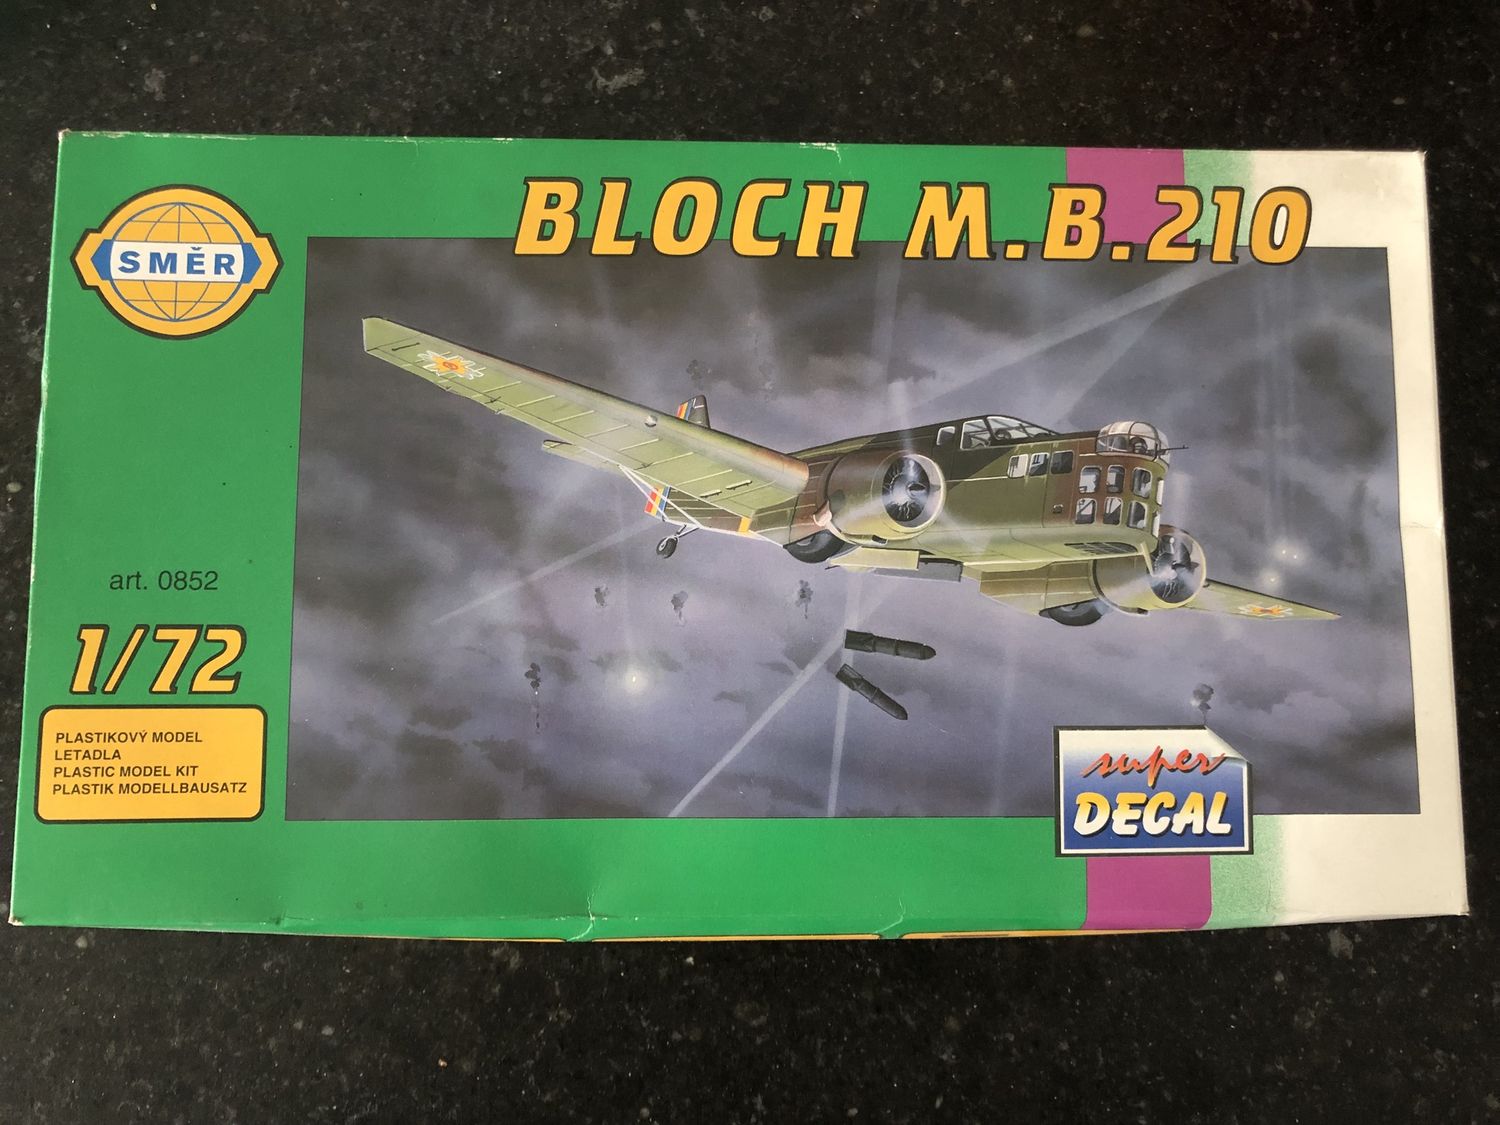 BLOCH M.B.210
SMĚR
art. 0852
1/72
PLASTIKOVÝ MODEL
LETADLA
PLASTIC MODEL KIT
PLASTIK MODELLBAUSATZ
super
DECAL